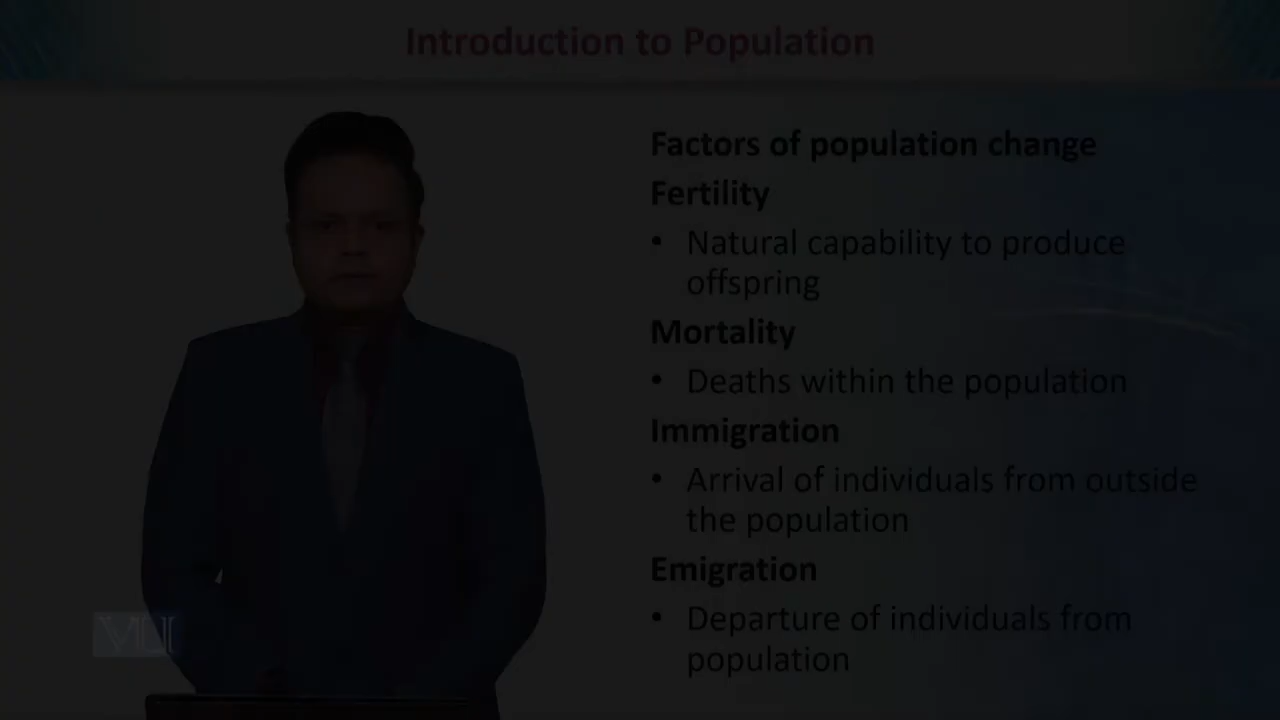 Introduction to Population
Factors of population change
Fertility
• Natural capability to produce
offspring
Mortality
• Deaths within the population
Immigration
• Arrival of individuals from outside
the population
Emigration
• Departure of individuals from
population
VU